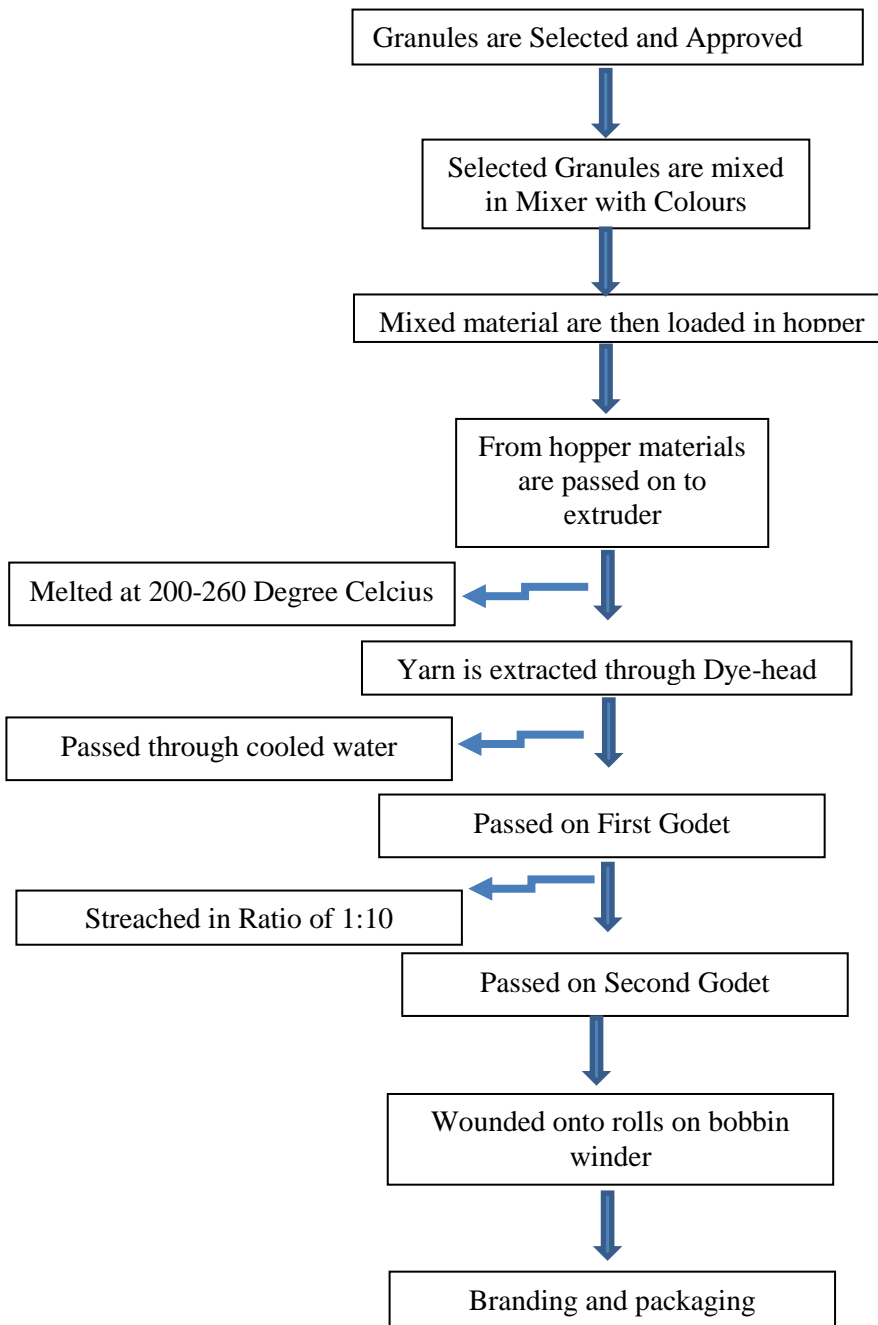 Granules are Selected and Approved
Selected Granules are mixed
in Mixer with Colours
Mixed material are then loaded in hopper
From hopper materials
are passed on to
extruder
Melted at 200-260 Degree Celcius
Yarn is extracted through Dye-head
Passed through cooled water
Passed on First Godet
Streached in Ratio of 1:10
Passed on Second Godet
Wounded onto rolls on bobbin
winder
Branding and packaging